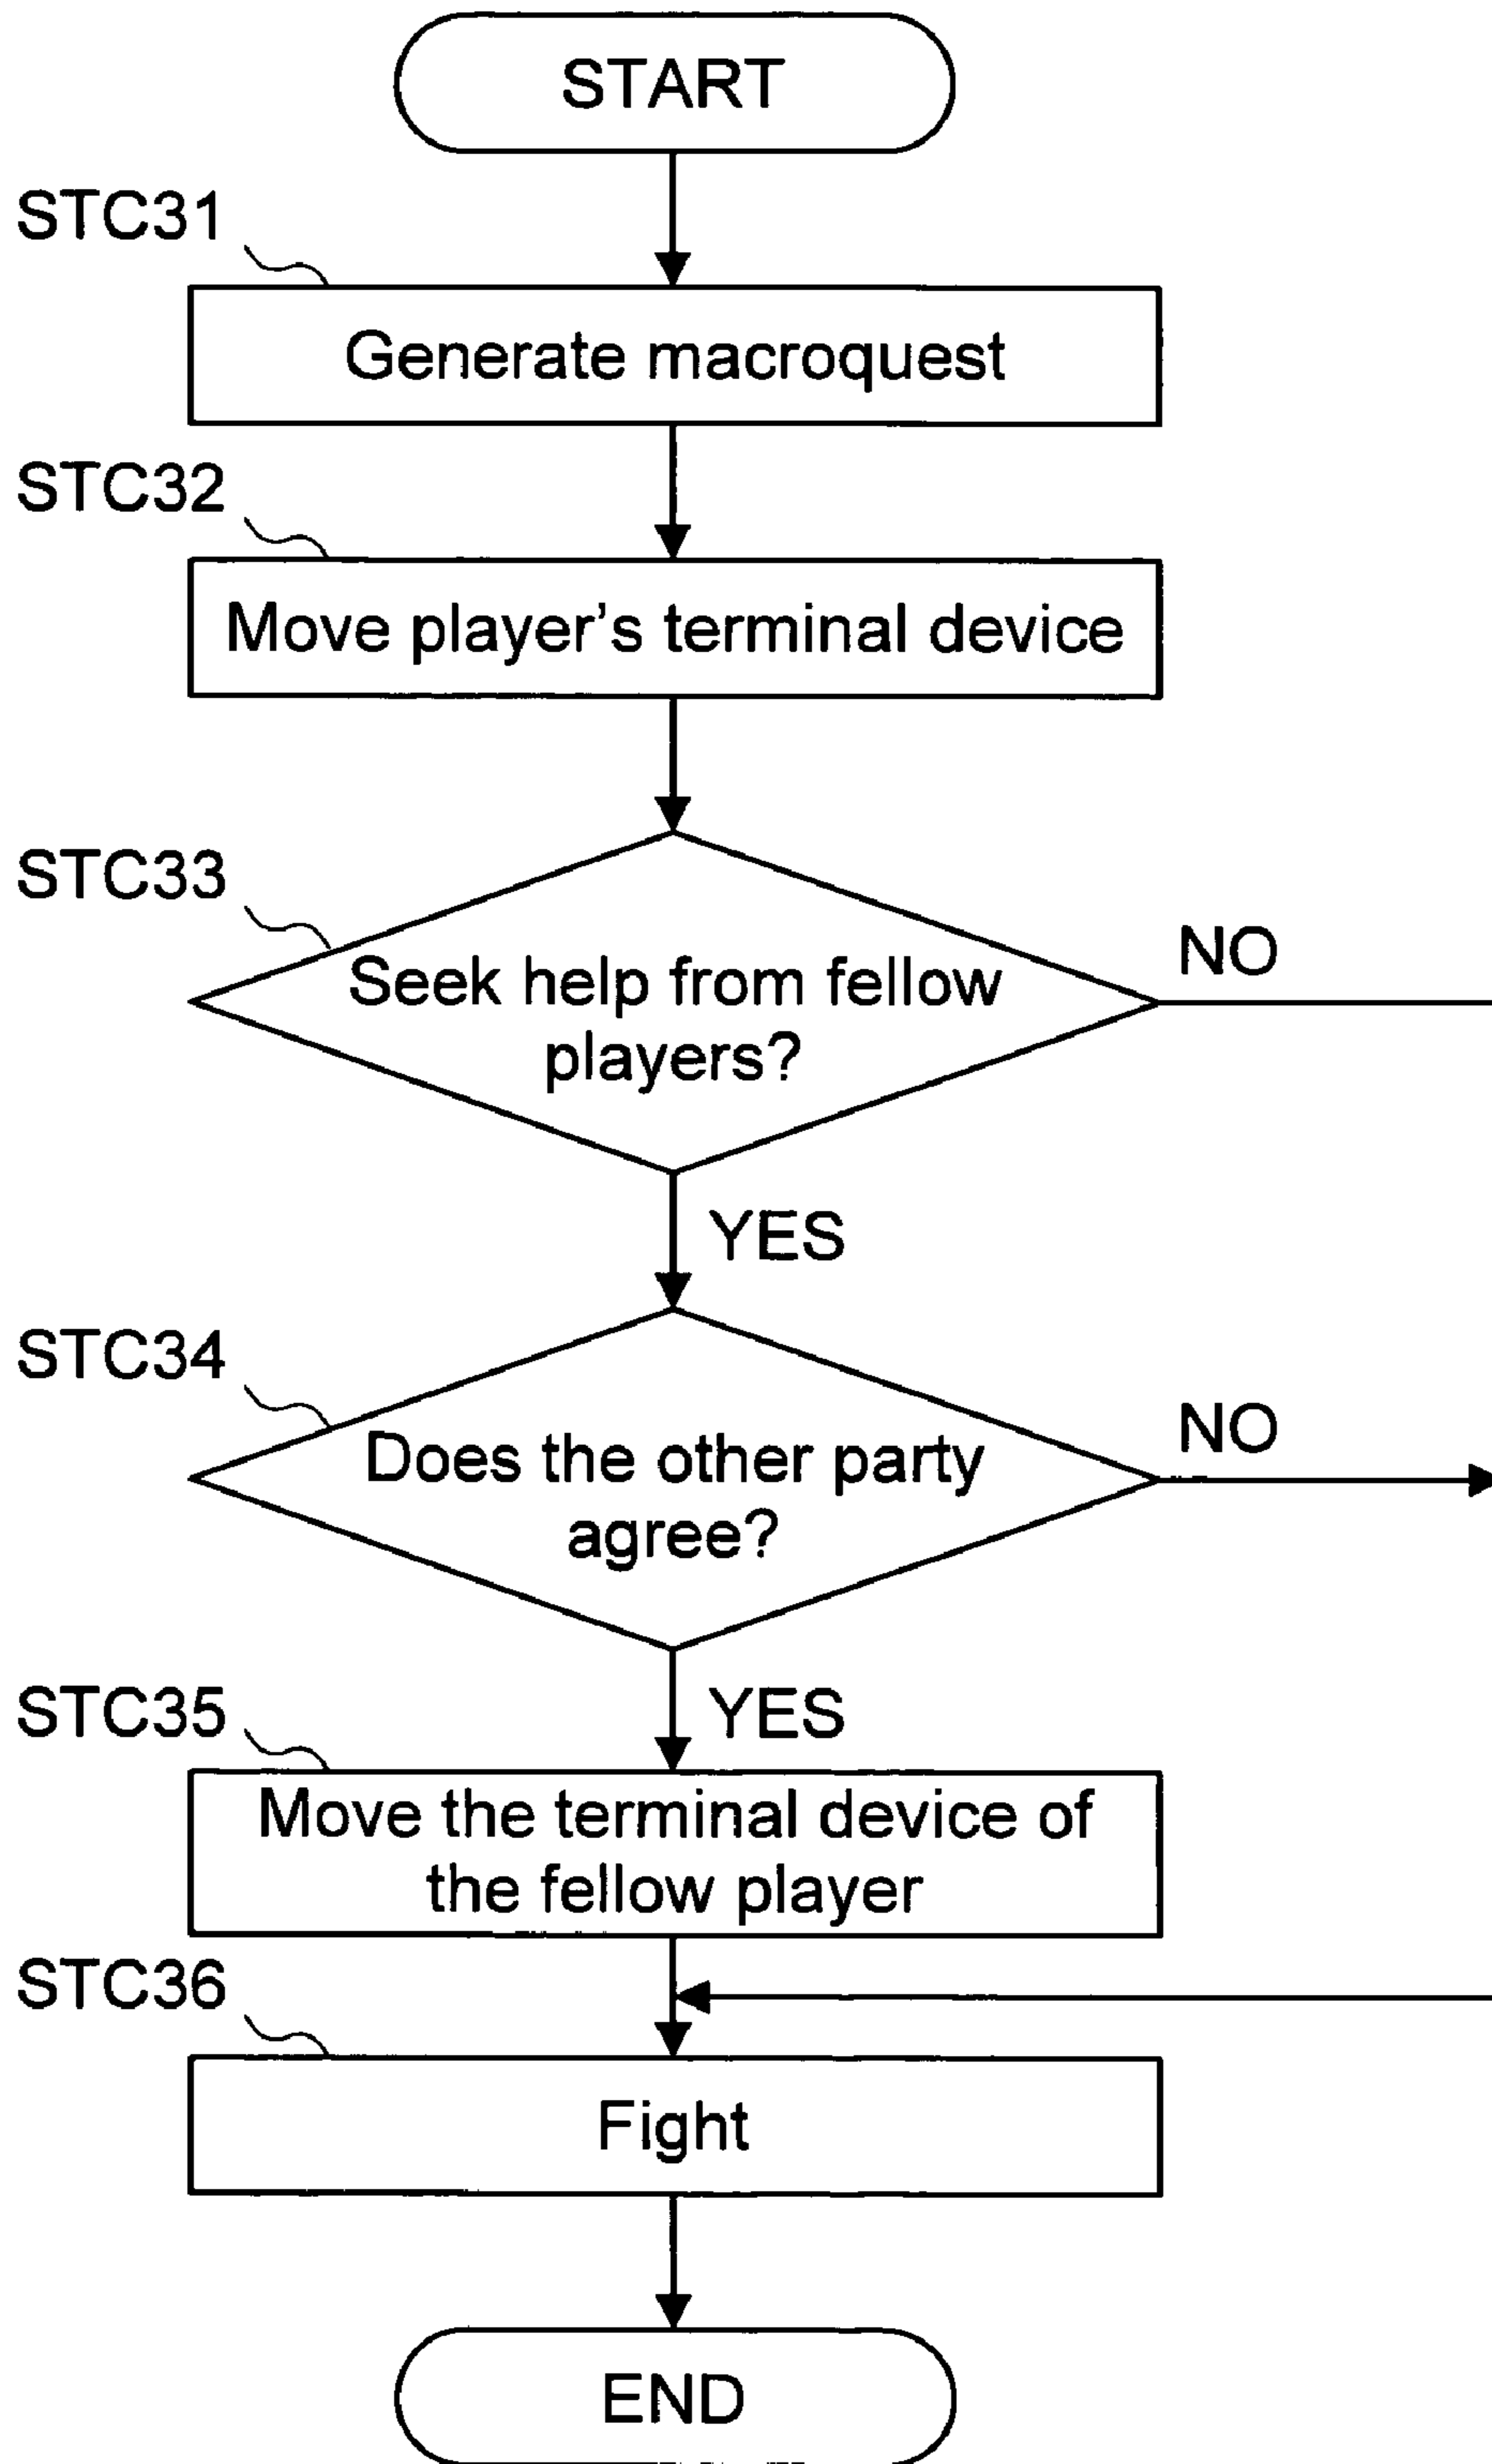 START
STC31
Generate macroquest
STC32
Move player's terminal device
STC33
Seek help from fellow
players?
NO
YES
STC34
Does the other party
agree?
NO
YES
STC35
Move the terminal device of
the fellow player
STC36
Fight
END